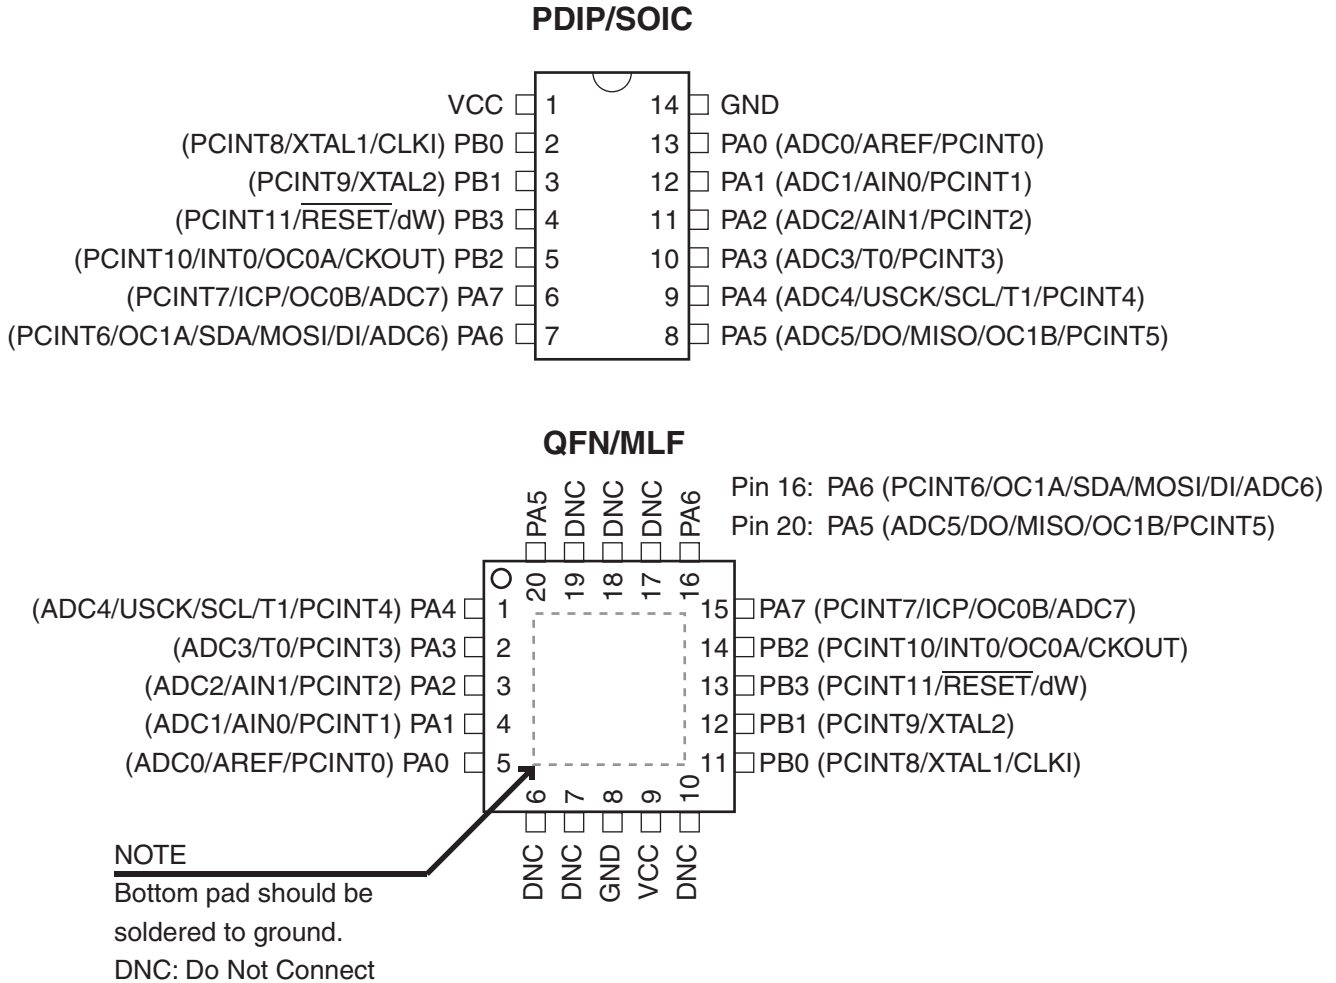 PDIP/SOIC
VCC 1 14 GND
(PCINT8/XTAL1/CLKI) PB0 2 13 PA0 (ADC0/AREF/PCINT0)
(PCINT9/XTAL2) PB1 3 12 PA1 (ADC1/AIN0/PCINT1)
(PCINT11/RESET/dW) PB3 4 11 PA2 (ADC2/AIN1/PCINT2)
(PCINT10/INT0/OC0A/CKOUT) PB2 5 10 PA3 (ADC3/T0/PCINT3)
(PCINT7/ICP/OC0B/ADC7) PA7 6 9 PA4 (ADC4/USCK/SCL/T1/PCINT4)
(PCINT6/OC1A/SDA/MOSI/DI/ADC6) PA6 7 8 PA5 (ADC5/DO/MISO/OC1B/PCINT5)
QFN/MLF
Pin 16: PA6 (PCINT6/OC1A/SDA/MOSI/DI/ADC6)
Pin 20: PA5 (ADC5/DO/MISO/OC1B/PCINT5)
PA5 DNC DNC DNC PA6
20 19 18 17 16
(ADC4/USCK/SCL/T1/PCINT4) PA4 1 15 PA7 (PCINT7/ICP/OC0B/ADC7)
(ADC3/T0/PCINT3) PA3 2 14 PB2 (PCINT10/INT0/OC0A/CKOUT)
(ADC2/AIN1/PCINT2) PA2 3 13 PB3 (PCINT11/RESET/dW)
(ADC1/AIN0/PCINT1) PA1 4 12 PB1 (PCINT9/XTAL2)
(ADC0/AREF/PCINT0) PA0 5 11 PB0 (PCINT8/XTAL1/CLKI)
6 7 8 9 10
DNC DNC GND VCC DNC
NOTE
Bottom pad should be
soldered to ground.
DNC: Do Not Connect